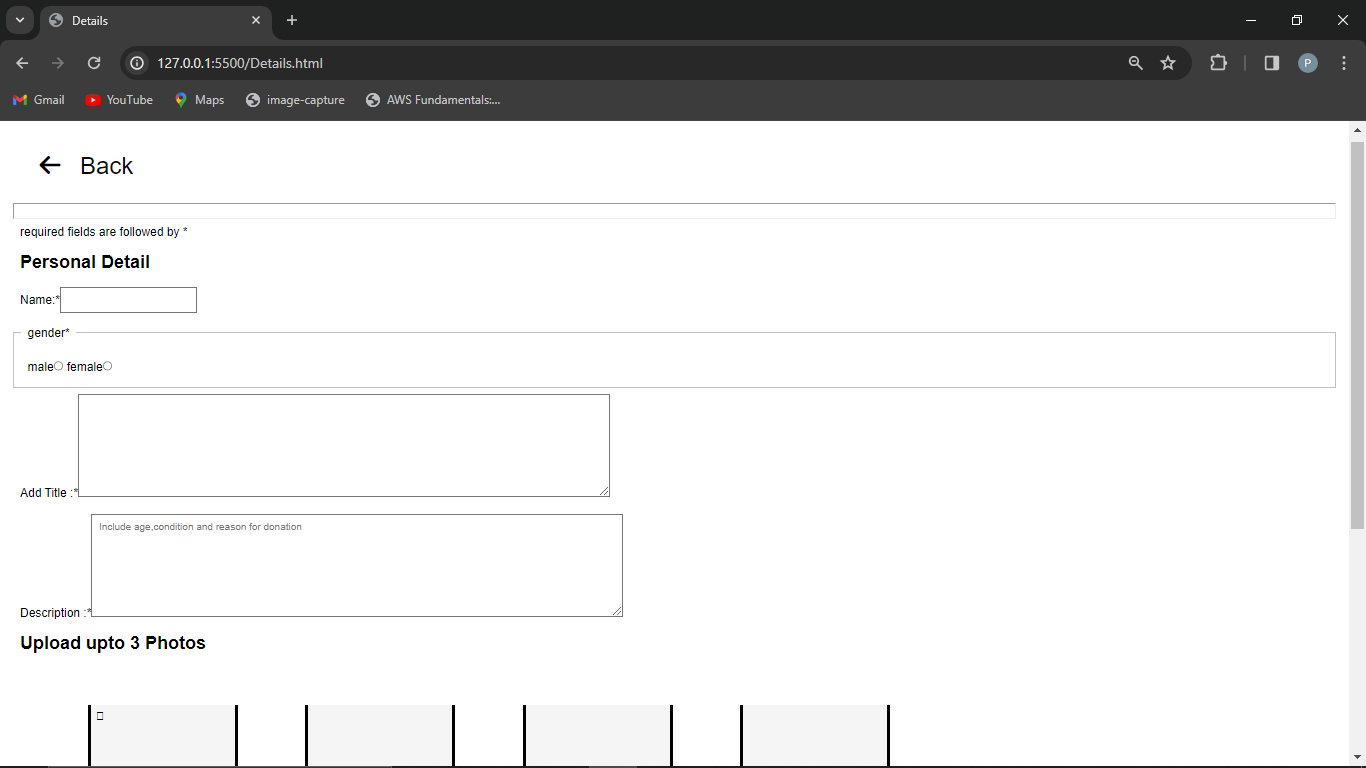 Details
127.0.0.1:5500/Details.html
P
Gmail YouTube Maps image-capture AWS Fundamentals:...
Back
required fields are followed by *
Personal Detail
Name:*
gender*
male female
Add Title :*
Include age,condition and reason for donation
Description :*
Upload upto 3 Photos